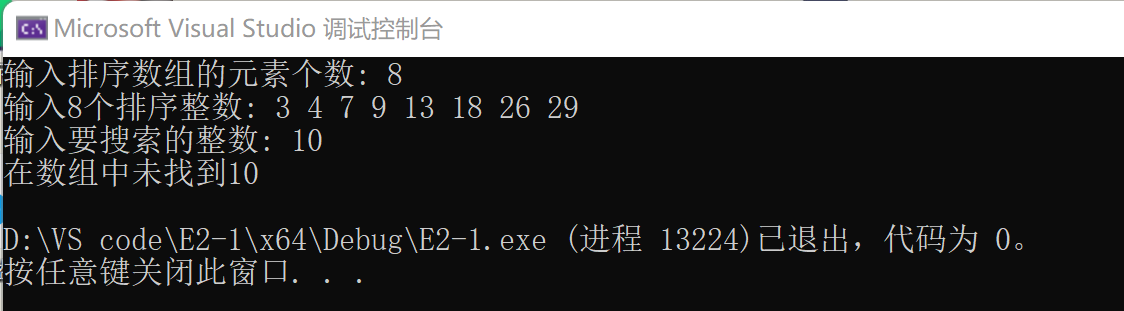 Microsoft Visual Studio 调试控制台
输入排序数组的元素个数: 8
输入8个排序整数: 3 4 7 9 13 18 26 29
输入要搜索的整数: 10
在数组中未找到10
D:\VS code\E2-1\x64\Debug\E2-1.exe (进程 13224)已退出，代码为 0。
按任意键关闭此窗口. . .